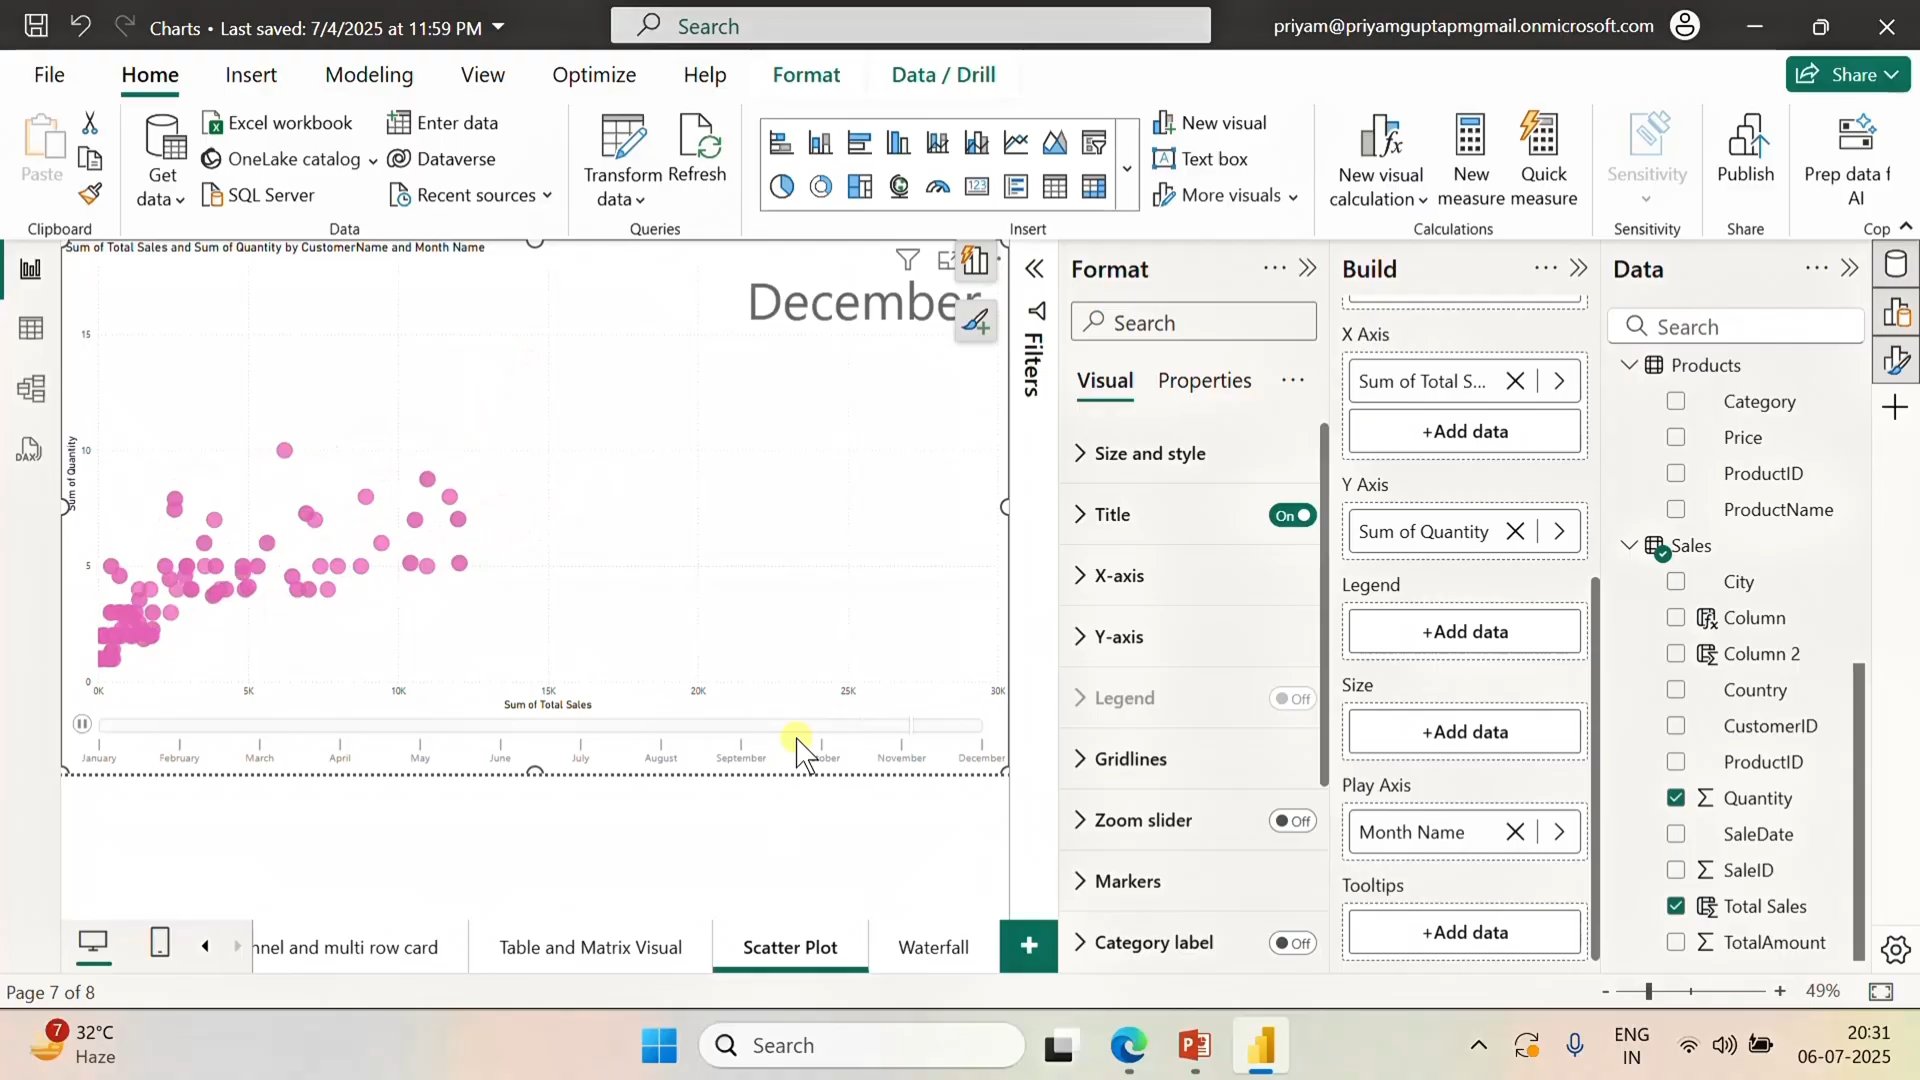 Charts • Last saved: 7/4/2025 at 11:59 PM
Search
priyam@priyamguptapmgmail.onmicrosoft.com
File
Home
Insert
Modeling
View
Optimize
Help
Format
Data / Drill
Share
Paste
Clipboard
Get data
Excel workbook
OneLake catalog
SQL Server
Enter data
Dataverse
Recent sources
Data
Transform data
Refresh
Queries
123
New visual
A Text box
More visuals
Insert
New visual calculation
New measure
Quick measure
Calculations
Sensitivity
Sensitivity
Publish
Share
Prep data f
AI
Cop
DAX
Sum of Total Sales and Sum of Quantity by CustomerName and Month Name
December
15
10
5
0
Sum of Quantity
0K
5K
10K
15K
20K
25K
30K
Sum of Total Sales
January
February
March
April
May
June
July
August
September
ober
November
December
Filters
Format
Search
Visual
Properties
Size and style
Title
On
X-axis
Y-axis
Legend
Off
Gridlines
Zoom slider
Off
Markers
Category label
Off
Build
X Axis
Sum of Total S...
+Add data
Y Axis
Sum of Quantity
Legend
+Add data
Size
+Add data
Play Axis
Month Name
Tooltips
+Add data
Data
Search
Products
Category
Price
ProductID
ProductName
Sales
City
Column
Column 2
Country
CustomerID
ProductID
Quantity
SaleDate
SaleID
Total Sales
TotalAmount
nnel and multi row card
Table and Matrix Visual
Scatter Plot
Waterfall
Page 7 of 8
49%
7
32°C
Haze
Search
ENG
IN
20:31
06-07-2025